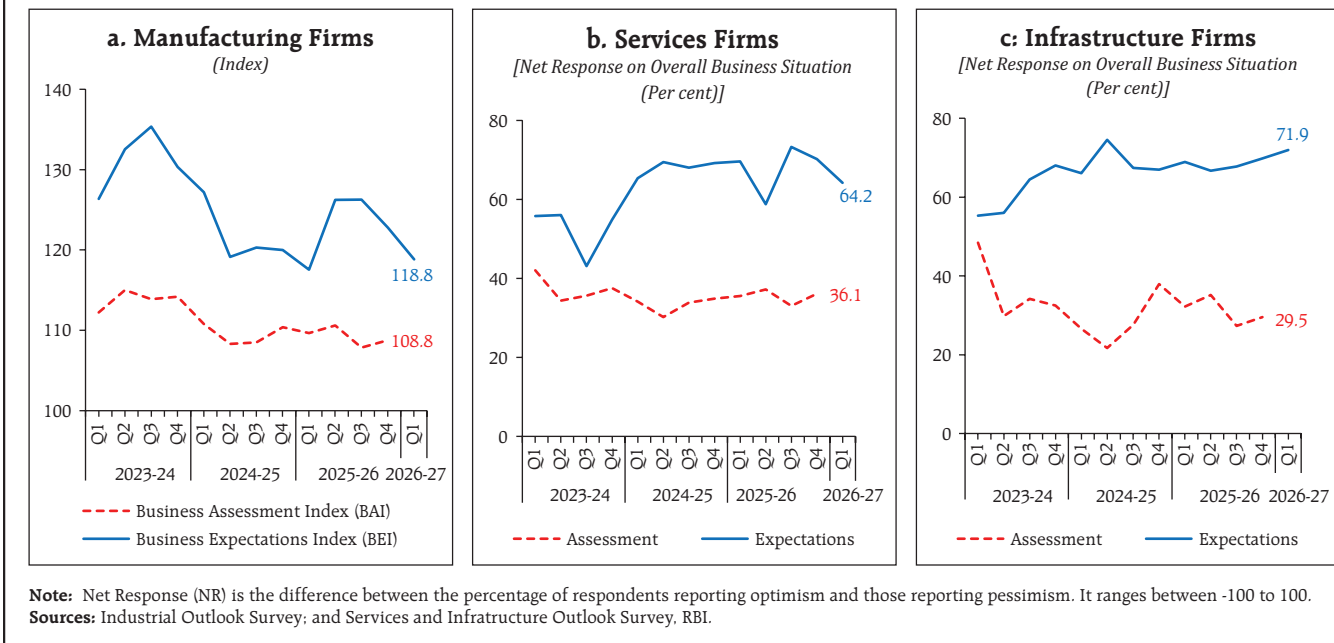 a. Manufacturing Firms
(Index)
140
130
120
110
100
118.8
108.8
Q1 Q2 Q3 Q4 Q1 Q2 Q3 Q4 Q1 Q2 Q3 Q4 Q1
2023-24 2024-25 2025-26 2026-27
Business Assessment Index (BAI)
Business Expectations Index (BEI)
b. Services Firms
[Net Response on Overall Business Situation
(Per cent)]
80
60
40
20
0
64.2
36.1
Q1 Q2 Q3 Q4 Q1 Q2 Q3 Q4 Q1 Q2 Q3 Q4 Q1
2023-24 2024-25 2025-26 2026-27
Assessment Expectations
c: Infrastructure Firms
[Net Response on Overall Business Situation
(Per cent)]
80
60
40
20
0
71.9
29.5
Q1 Q2 Q3 Q4 Q1 Q2 Q3 Q4 Q1 Q2 Q3 Q4 Q1
2023-24 2024-25 2025-26 2026-27
Assessment Expectations
Note: Net Response (NR) is the difference between the percentage of respondents reporting optimism and those reporting pessimism. It ranges between -100 to 100.
Sources: Industrial Outlook Survey; and Services and Infratructure Outlook Survey, RBI.